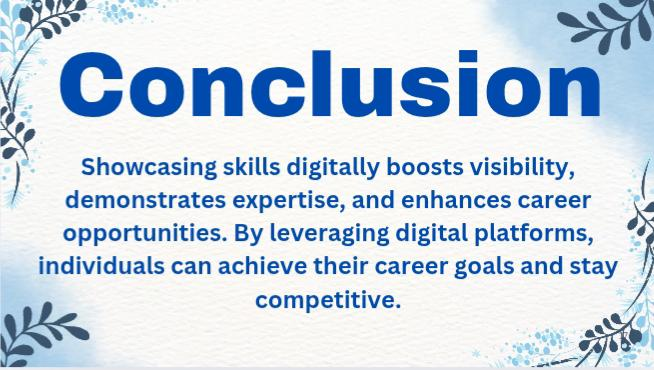 Conclusion
Showcasing skills digitally boosts visibility,
demonstrates expertise, and enhances career
opportunities. By leveraging digital platforms,
individuals can achieve their career goals and stay
competitive.